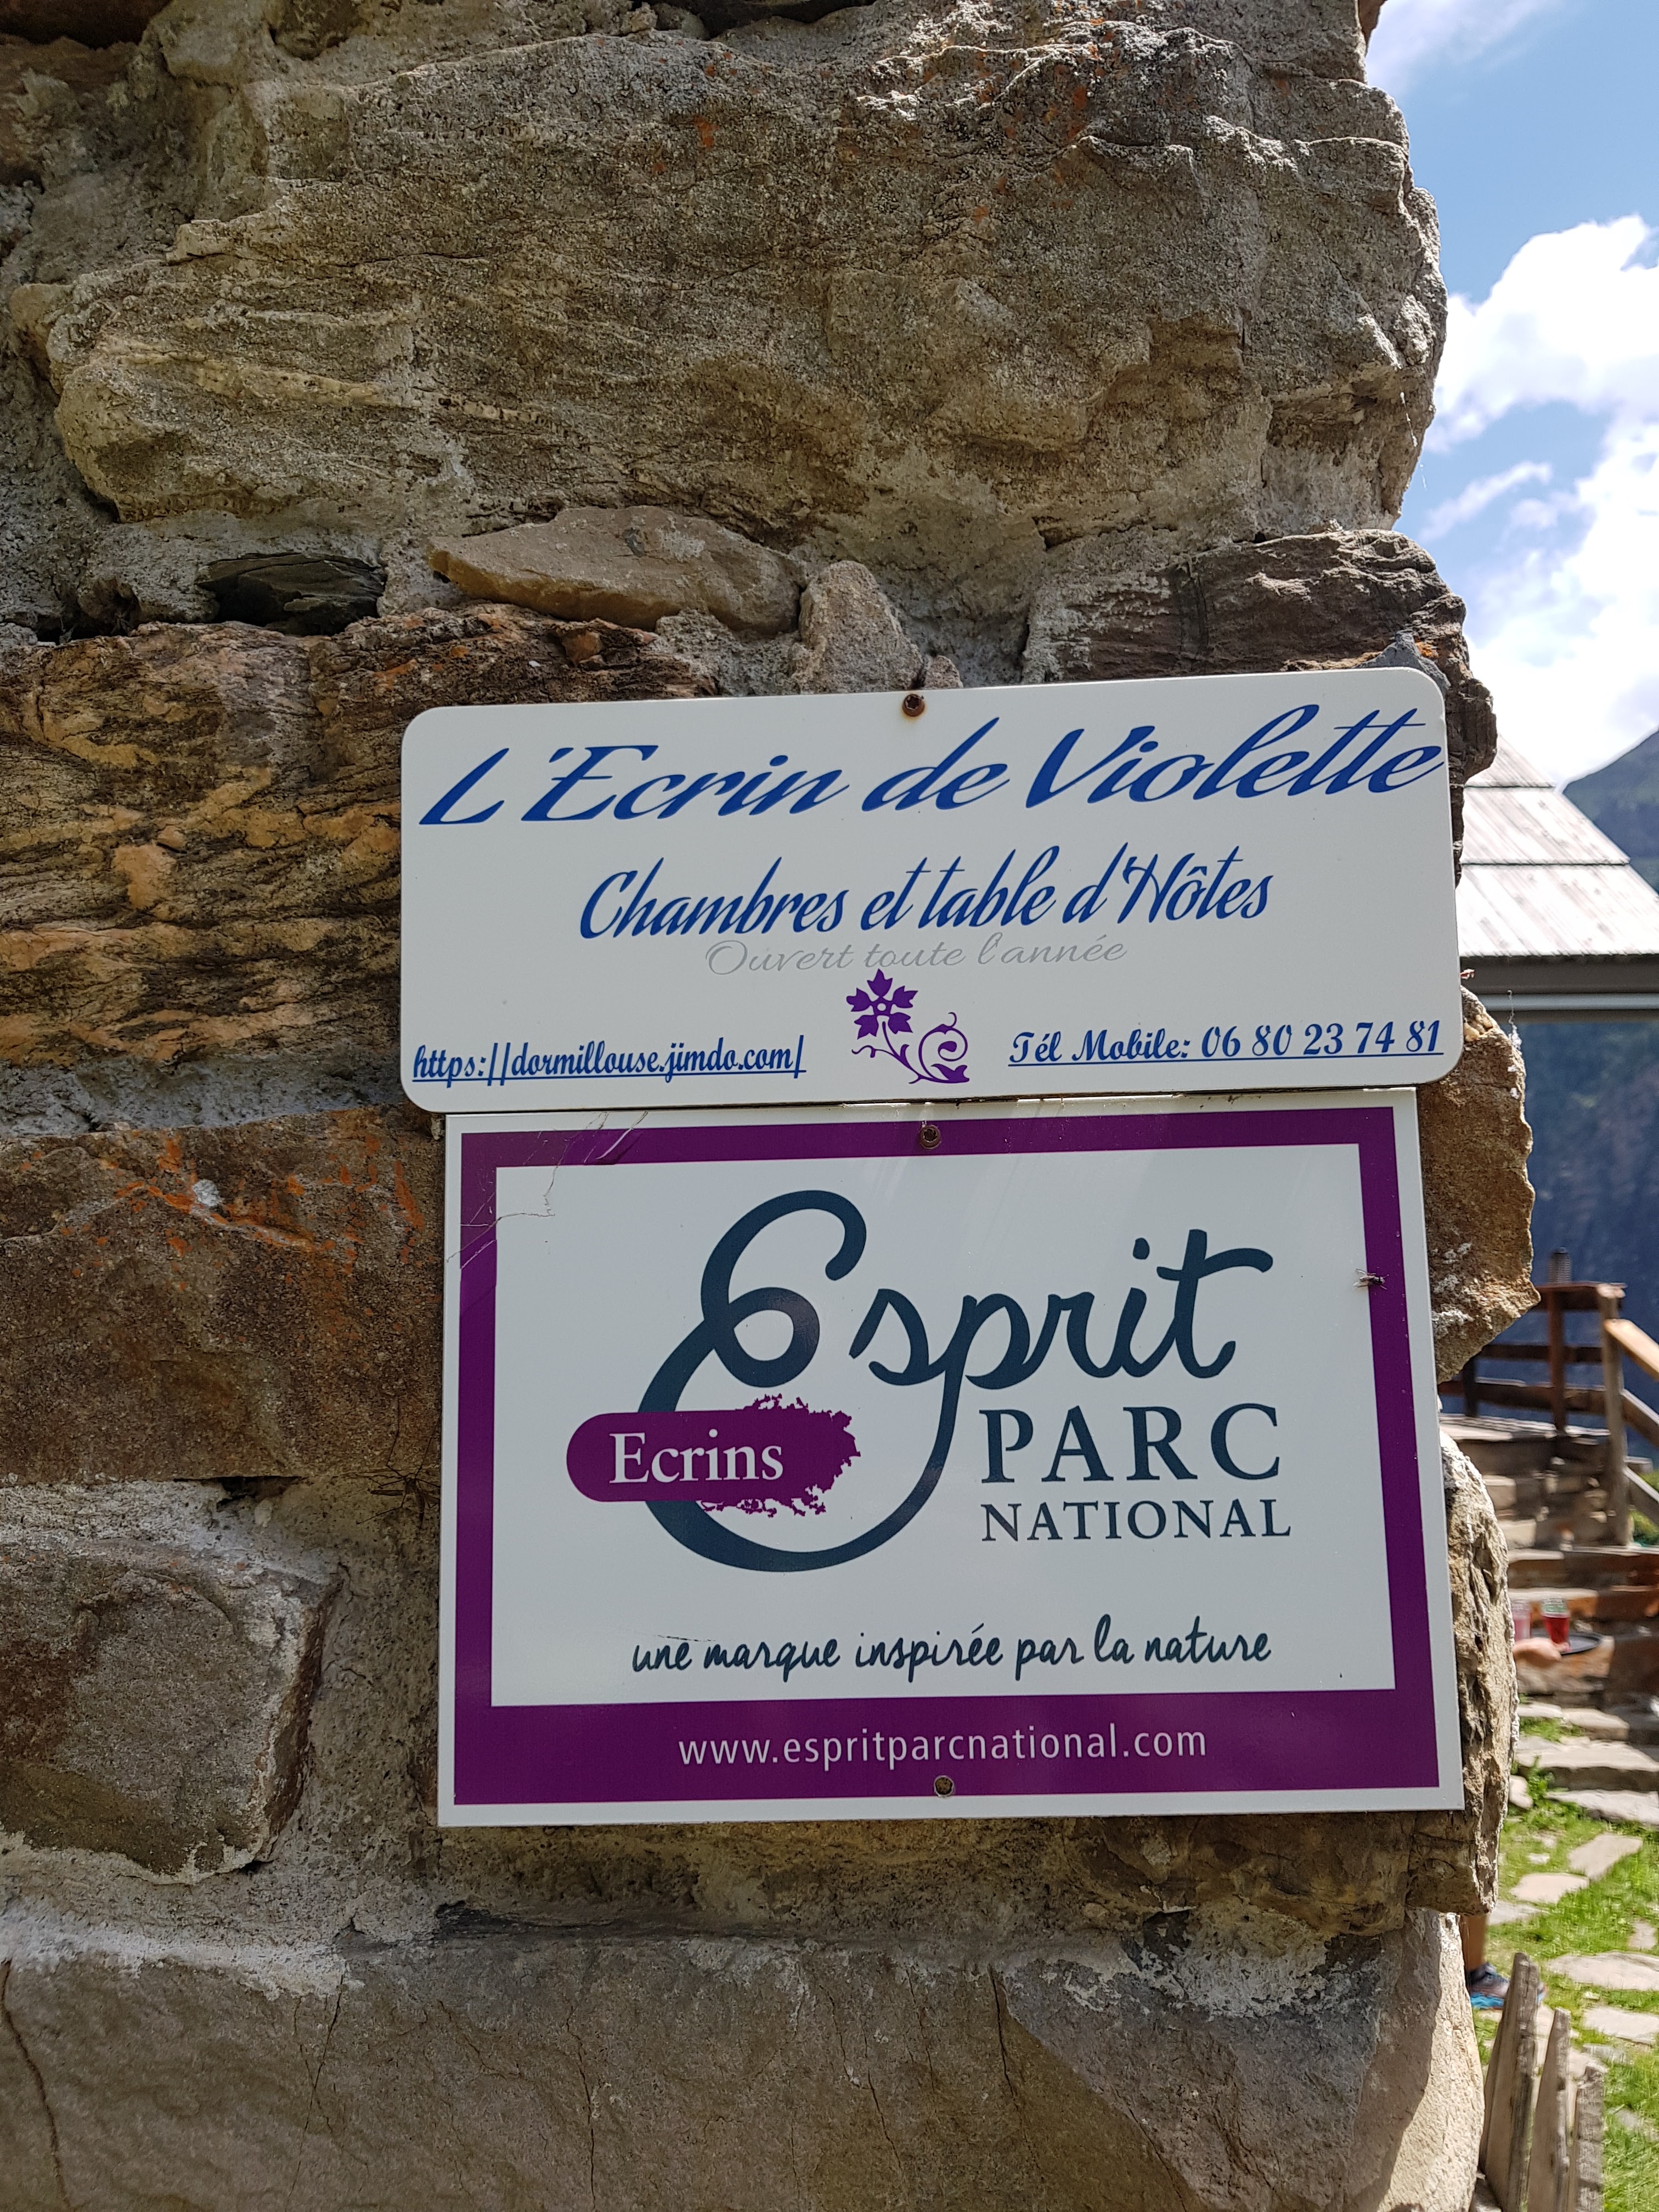 L'Ecrin de Violette
Chambres et table d'Hôtes
Ouvert toute l'année
https://dormillouse.jimdo.com/
Tél Mobile: 06 80 23 74 81
Esprit
Ecrins
PARC
NATIONAL
une marque inspirée par la nature
www.espritparcnational.com